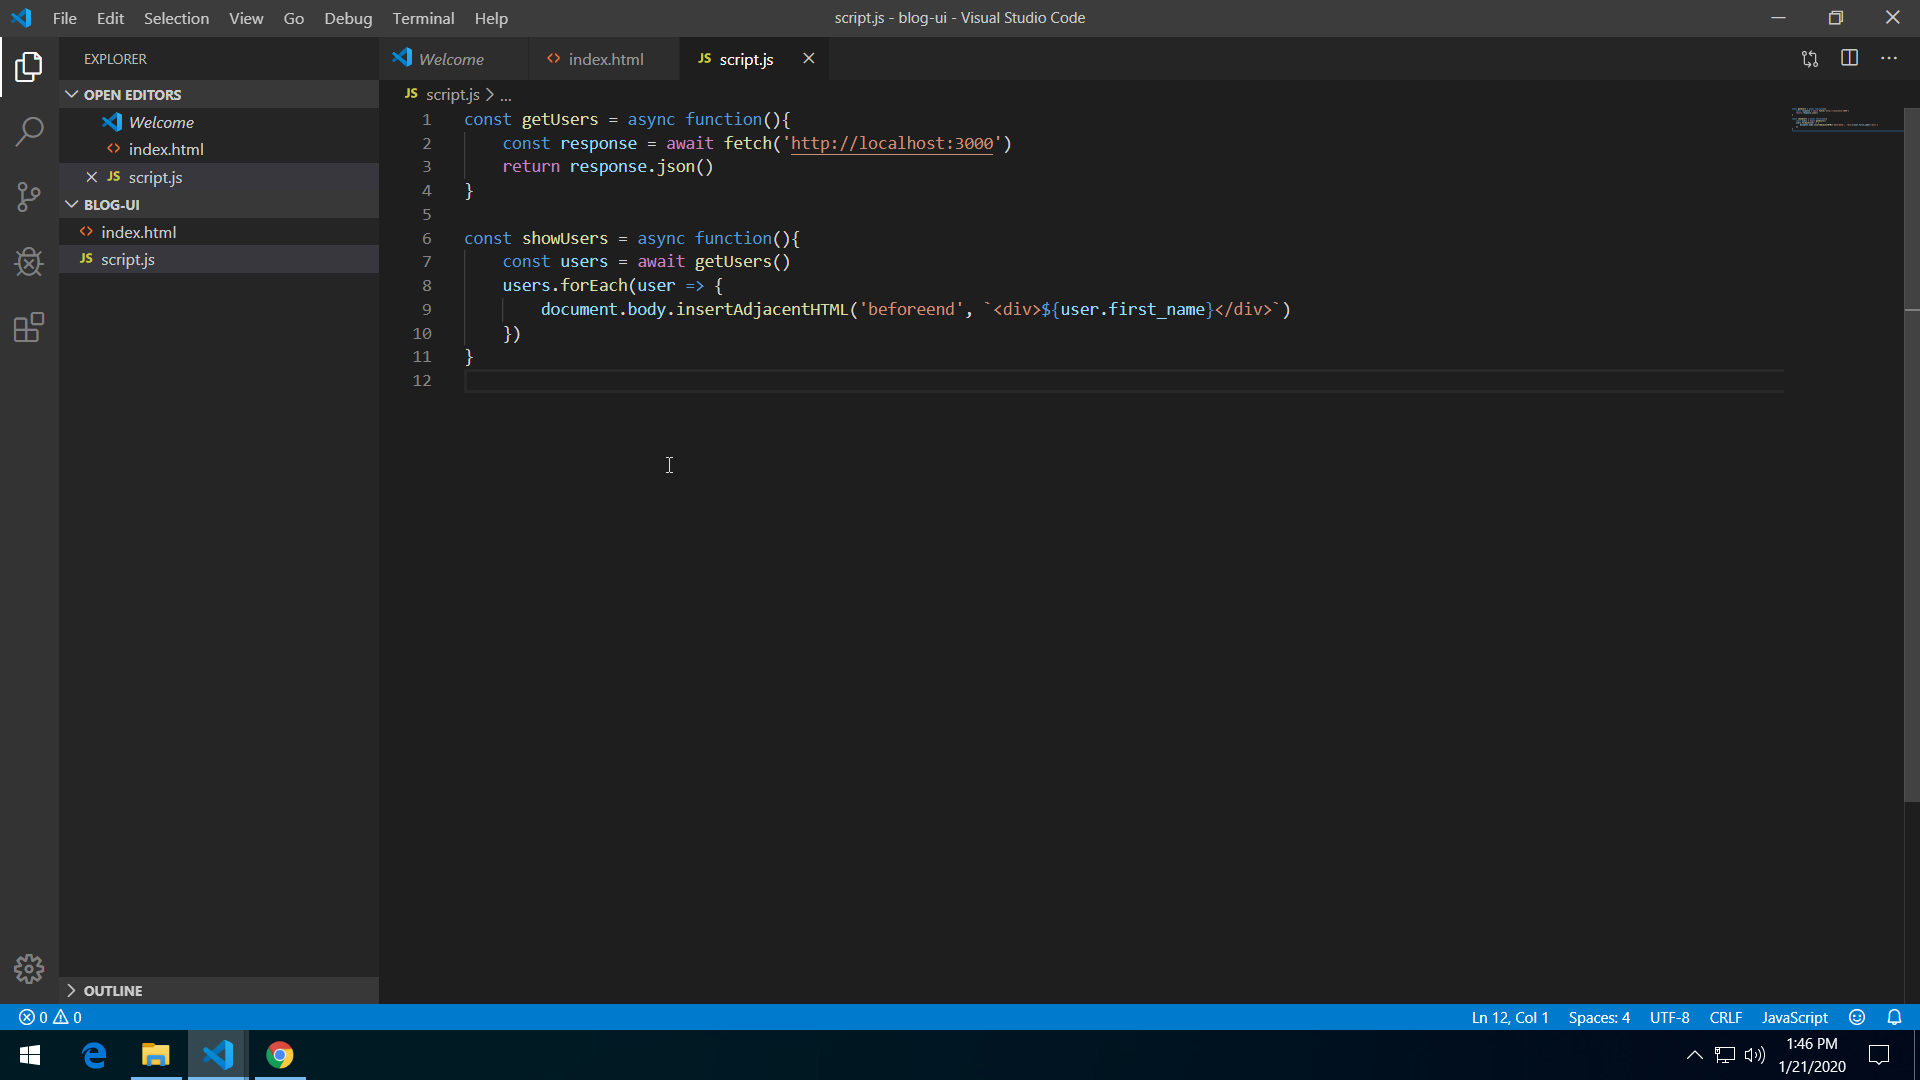 File Edit Selection View Go Debug Terminal Help
script.js - blog-ui - Visual Studio Code
EXPLORER
OPEN EDITORS
Welcome
index.html
JS script.js
BLOG-UI
index.html
JS script.js
OUTLINE
Welcome
index.html
JS script.js
JS script.js > ...
1 const getUsers = async function(){
2 const response = await fetch('http://localhost:3000')
3 return response.json()
4 }
5
6 const showUsers = async function(){
7 const users = await getUsers()
8 users.forEach(user => {
9 document.body.insertAdjacentHTML('beforeend', `<div>${user.first_name}</div>`)
10 })
11 }
12
0 0
Ln 12, Col 1 Spaces: 4 UTF-8 CRLF JavaScript
1:46 PM
1/21/2020